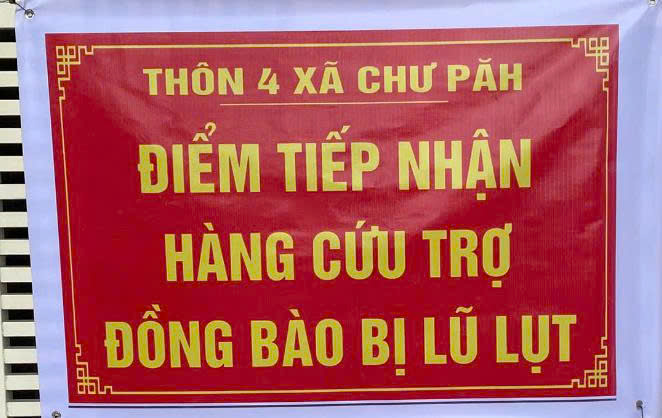 THÔN 4 XÃ CHƯ PĂH
ĐIỂM TIẾP NHẬN
HÀNG CỨU TRỢ
ĐỒNG BÀO BỊ LŨ LỤT